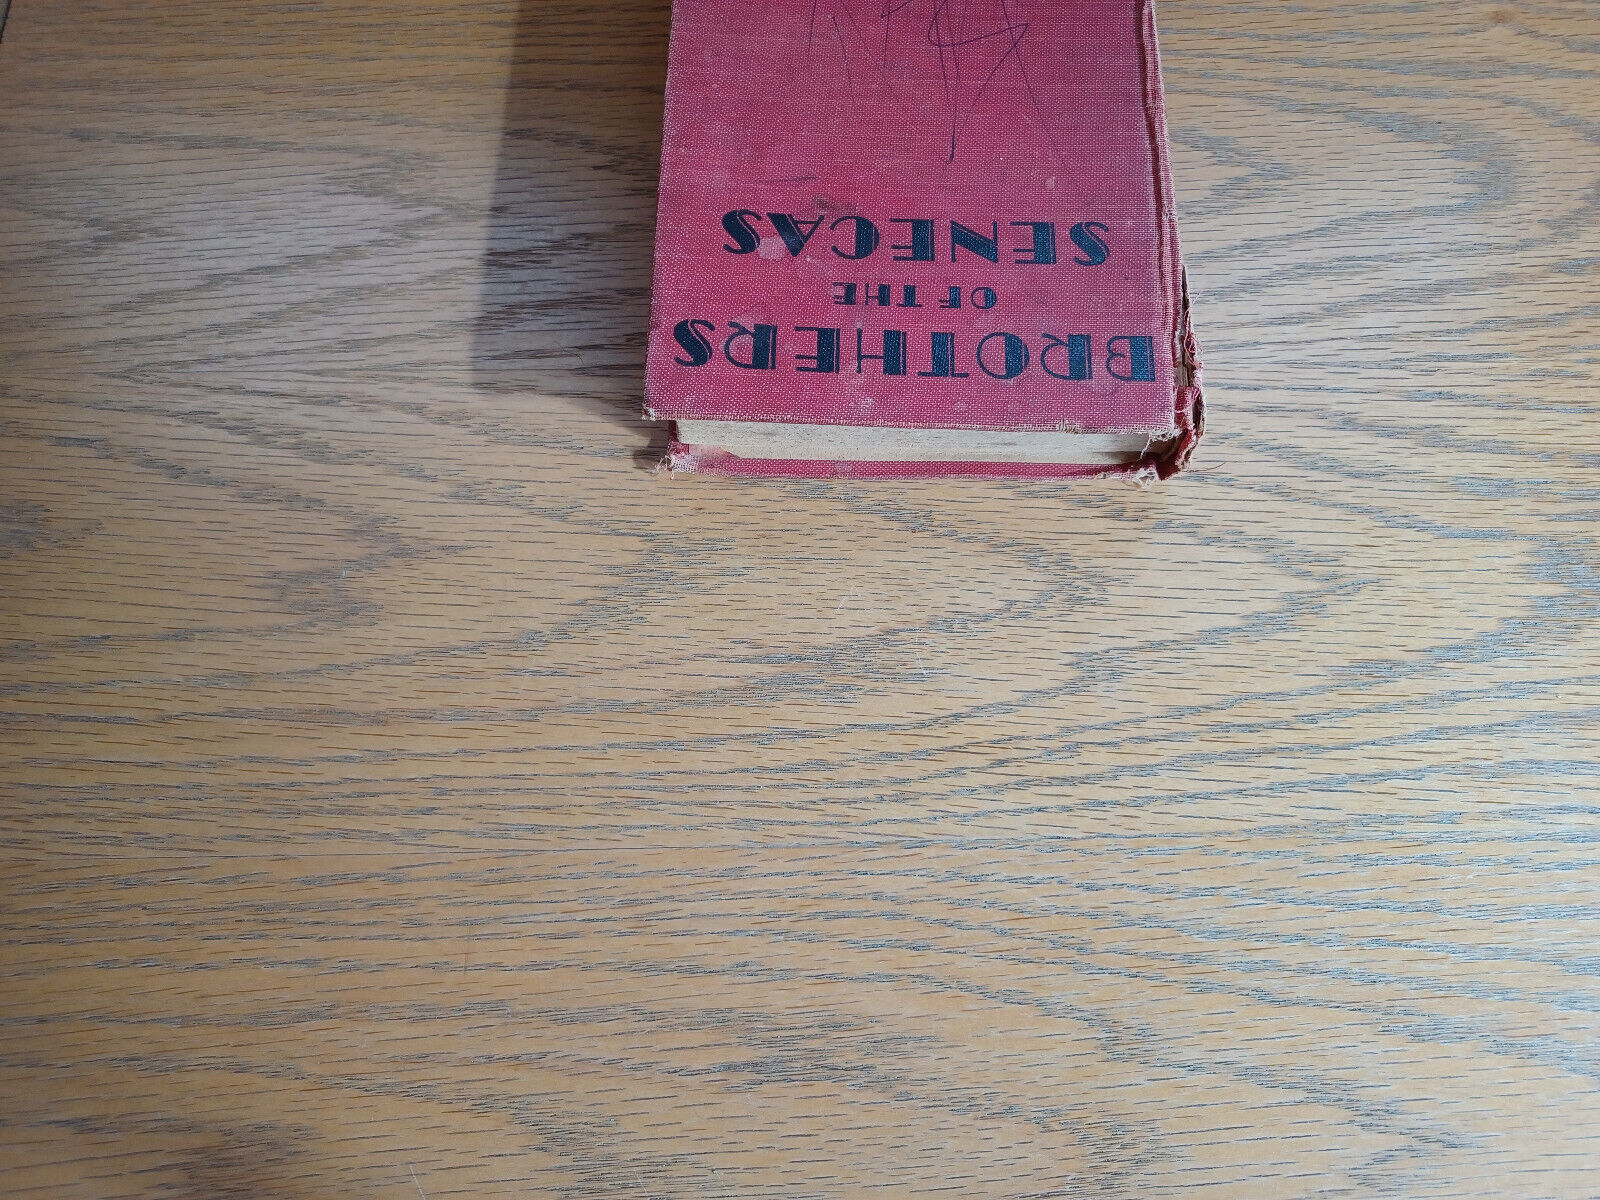 BROTHERS
OF THE
SENECAS